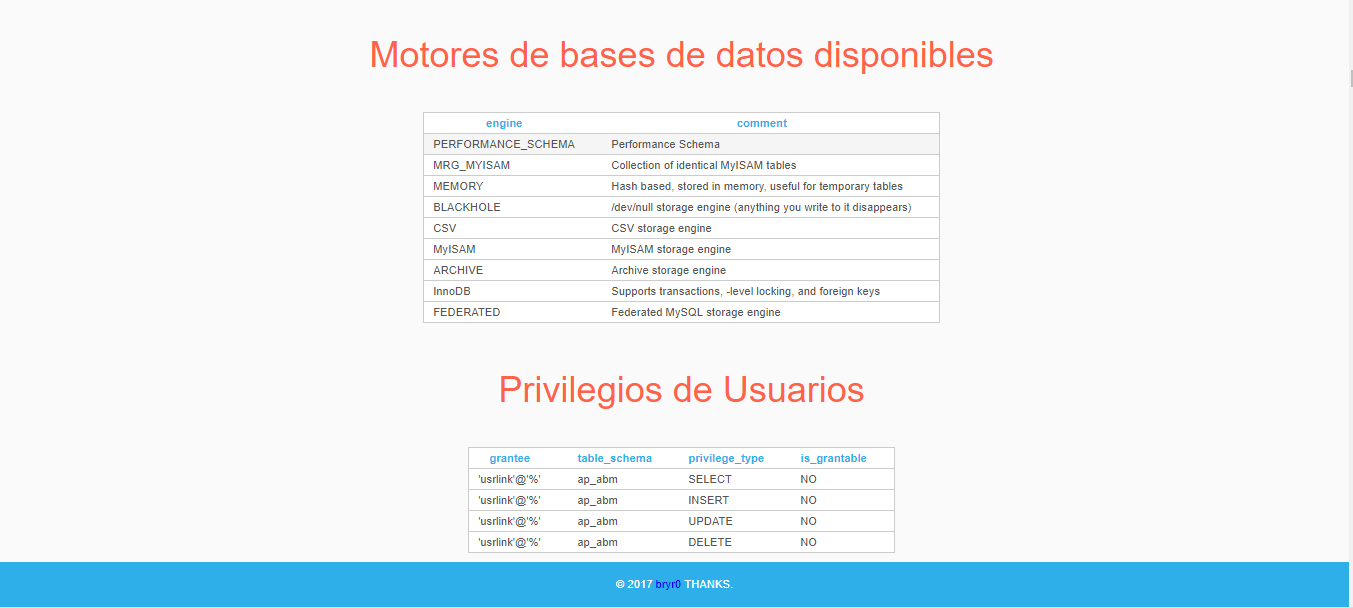 Motores de bases de datos disponibles
engine comment
PERFORMANCE_SCHEMA Performance Schema
MRG_MYISAM Collection of identical MyISAM tables
MEMORY Hash based, stored in memory, useful for temporary tables
BLACKHOLE /dev/null storage engine (anything you write to it disappears)
CSV CSV storage engine
MyISAM MyISAM storage engine
ARCHIVE Archive storage engine
InnoDB Supports transactions, -level locking, and foreign keys
FEDERATED Federated MySQL storage engine
Privilegios de Usuarios
grantee table_schema privilege_type is_grantable
'usrlink'@'%' ap_abm SELECT NO
'usrlink'@'%' ap_abm INSERT NO
'usrlink'@'%' ap_abm UPDATE NO
'usrlink'@'%' ap_abm DELETE NO
© 2017 bryr0 THANKS.